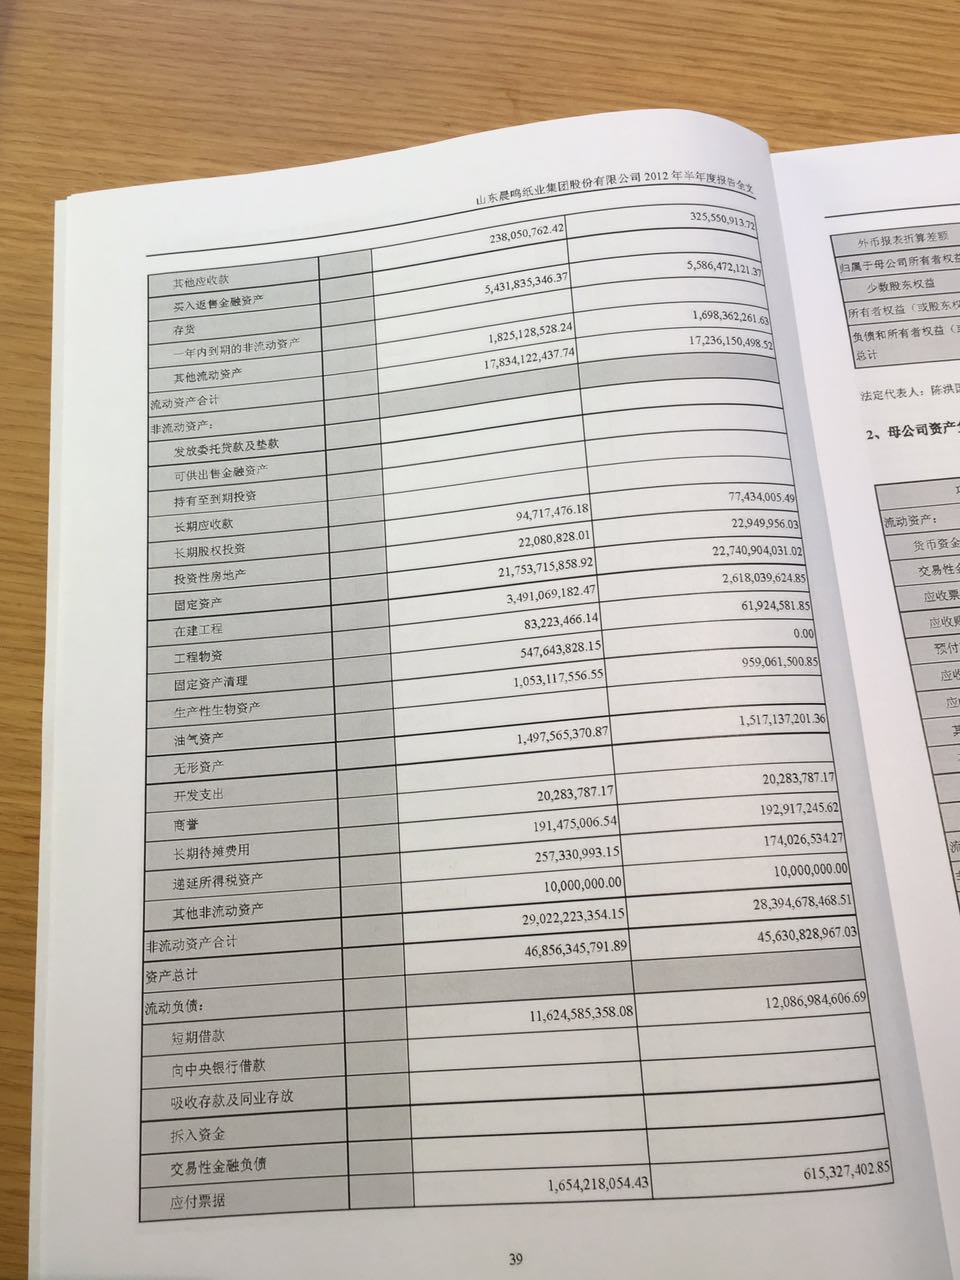 山东晨鸣纸业集团股份有限公司 2012 年半年度报告全文
其他应收款 238,050,762.42 325,550,913.72
买入返售金融资产
存货 5,431,835,346.37 5,586,472,121.37
一年内到期的非流动资产
其他流动资产 1,825,128,528.24 1,698,362,261.63
流动资产合计 17,834,122,437.74 17,236,150,498.52
非流动资产：
发放委托贷款及垫款
可供出售金融资产
持有至到期投资
长期应收款
长期股权投资 94,717,476.18 77,434,005.49
投资性房地产 22,080,828.01 22,949,956.03
固定资产 21,753,715,858.92 22,740,904,031.02
在建工程 3,491,069,182.47 2,618,039,624.85
工程物资 83,223,466.14 61,924,581.85
固定资产清理 547,643,828.15 0.00
生产性生物资产 1,053,117,556.55 959,061,500.85
油气资产
无形资产 1,497,565,370.87 1,517,137,201.36
开发支出
商誉 20,283,787.17 20,283,787.17
长期待摊费用 191,475,006.54 192,917,245.62
递延所得税资产 257,330,993.15 174,026,534.27
其他非流动资产 10,000,000.00 10,000,000.00
非流动资产合计 29,022,223,354.15 28,394,678,468.51
资产总计 46,856,345,791.89 45,630,828,967.03
流动负债：
短期借款 11,624,585,358.08 12,086,984,606.69
向中央银行借款
吸收存款及同业存放
拆入资金
交易性金融负债
应付票据 1,654,218,054.43 615,327,402.85
39
外币报表折算差额
归属于母公司所有者权益
少数股东权益
所有者权益（或股东权
负债和所有者权益（
总计
法定代表人：陈洪
2、母公司资产
流动资产：
货币资金
交易性
应收票
应收账
预付
应收
应